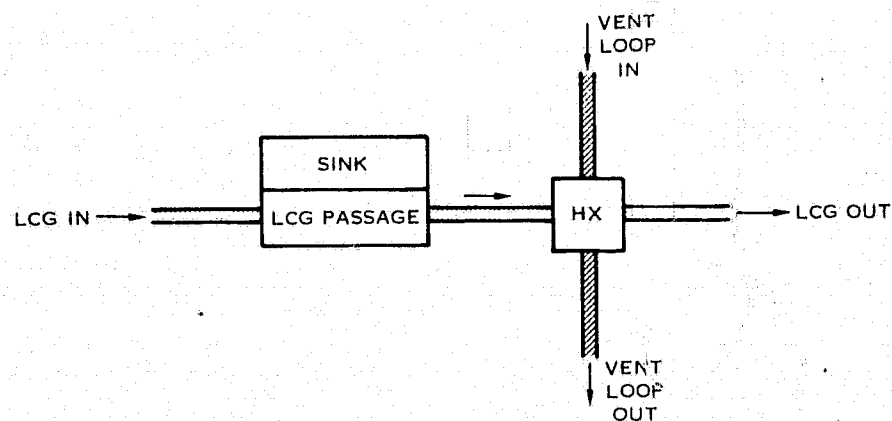 VENT
LOOP
IN
SINK
LCG IN
LCG PASSAGE
HX
LCG OUT
VENT
LOOP
OUT